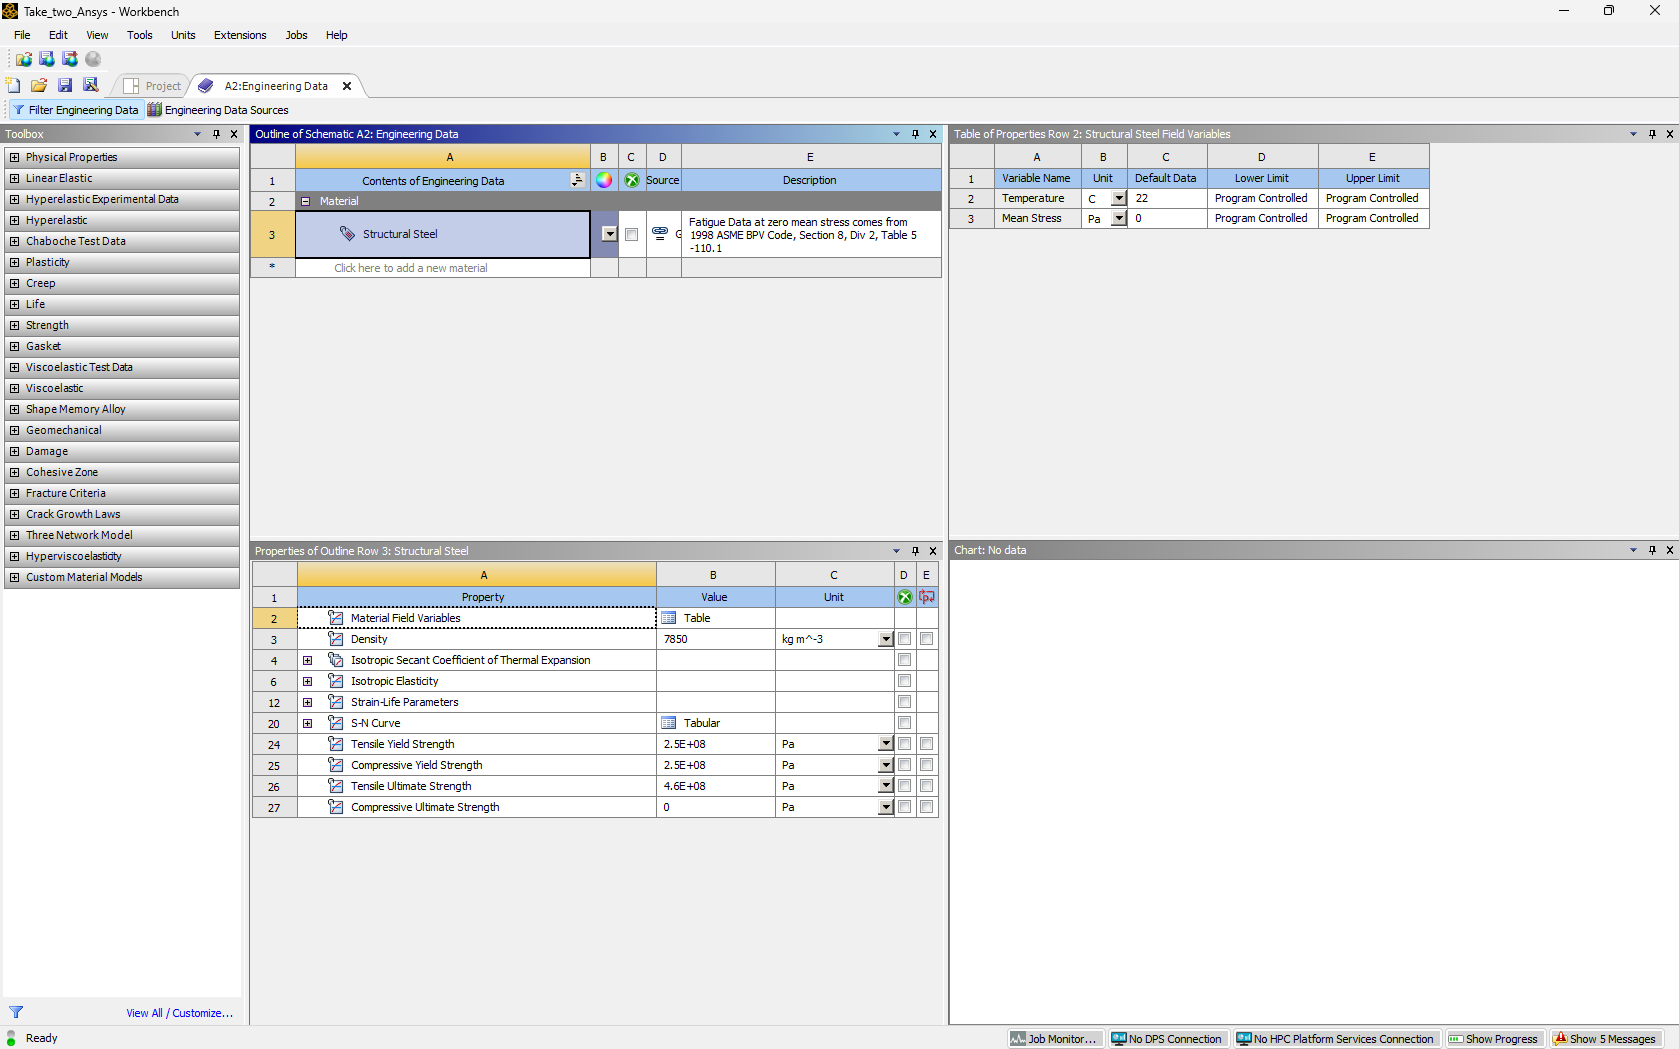 Take_two_Ansys - Workbench
File Edit View Tools Units Extensions Jobs Help
Project A2:Engineering Data
Filter Engineering Data Engineering Data Sources
Toolbox
Physical Properties
Linear Elastic
Hyperelastic Experimental Data
Hyperelastic
Chaboche Test Data
Plasticity
Creep
Life
Strength
Gasket
Viscoelastic Test Data
Viscoelastic
Shape Memory Alloy
Geomechanical
Damage
Cohesive Zone
Fracture Criteria
Crack Growth Laws
Three Network Model
Hyperviscoelasticity
Custom Material Models
View All / Customize...
Outline of Schematic A2: Engineering Data
A B C D E
1 Contents of Engineering Data Source Description
2 Material
3 Structural Steel G Fatigue Data at zero mean stress comes from
1998 ASME BPV Code, Section 8, Div 2, Table 5
-110.1
* Click here to add a new material
Table of Properties Row 2: Structural Steel Field Variables
A B C D E
1 Variable Name Unit Default Data Lower Limit Upper Limit
2 Temperature C 22 Program Controlled Program Controlled
3 Mean Stress Pa 0 Program Controlled Program Controlled
Properties of Outline Row 3: Structural Steel
A B C D E
1 Property Value Unit
2 Material Field Variables Table
3 Density 7850 kg m^-3
4 Isotropic Secant Coefficient of Thermal Expansion
6 Isotropic Elasticity
12 Strain-Life Parameters
20 S-N Curve Tabular
24 Tensile Yield Strength 2.5E+08 Pa
25 Compressive Yield Strength 2.5E+08 Pa
26 Tensile Ultimate Strength 4.6E+08 Pa
27 Compressive Ultimate Strength 0 Pa
Chart: No data
Ready
Job Monitor... No DPS Connection No HPC Platform Services Connection Show Progress Show 5 Messages